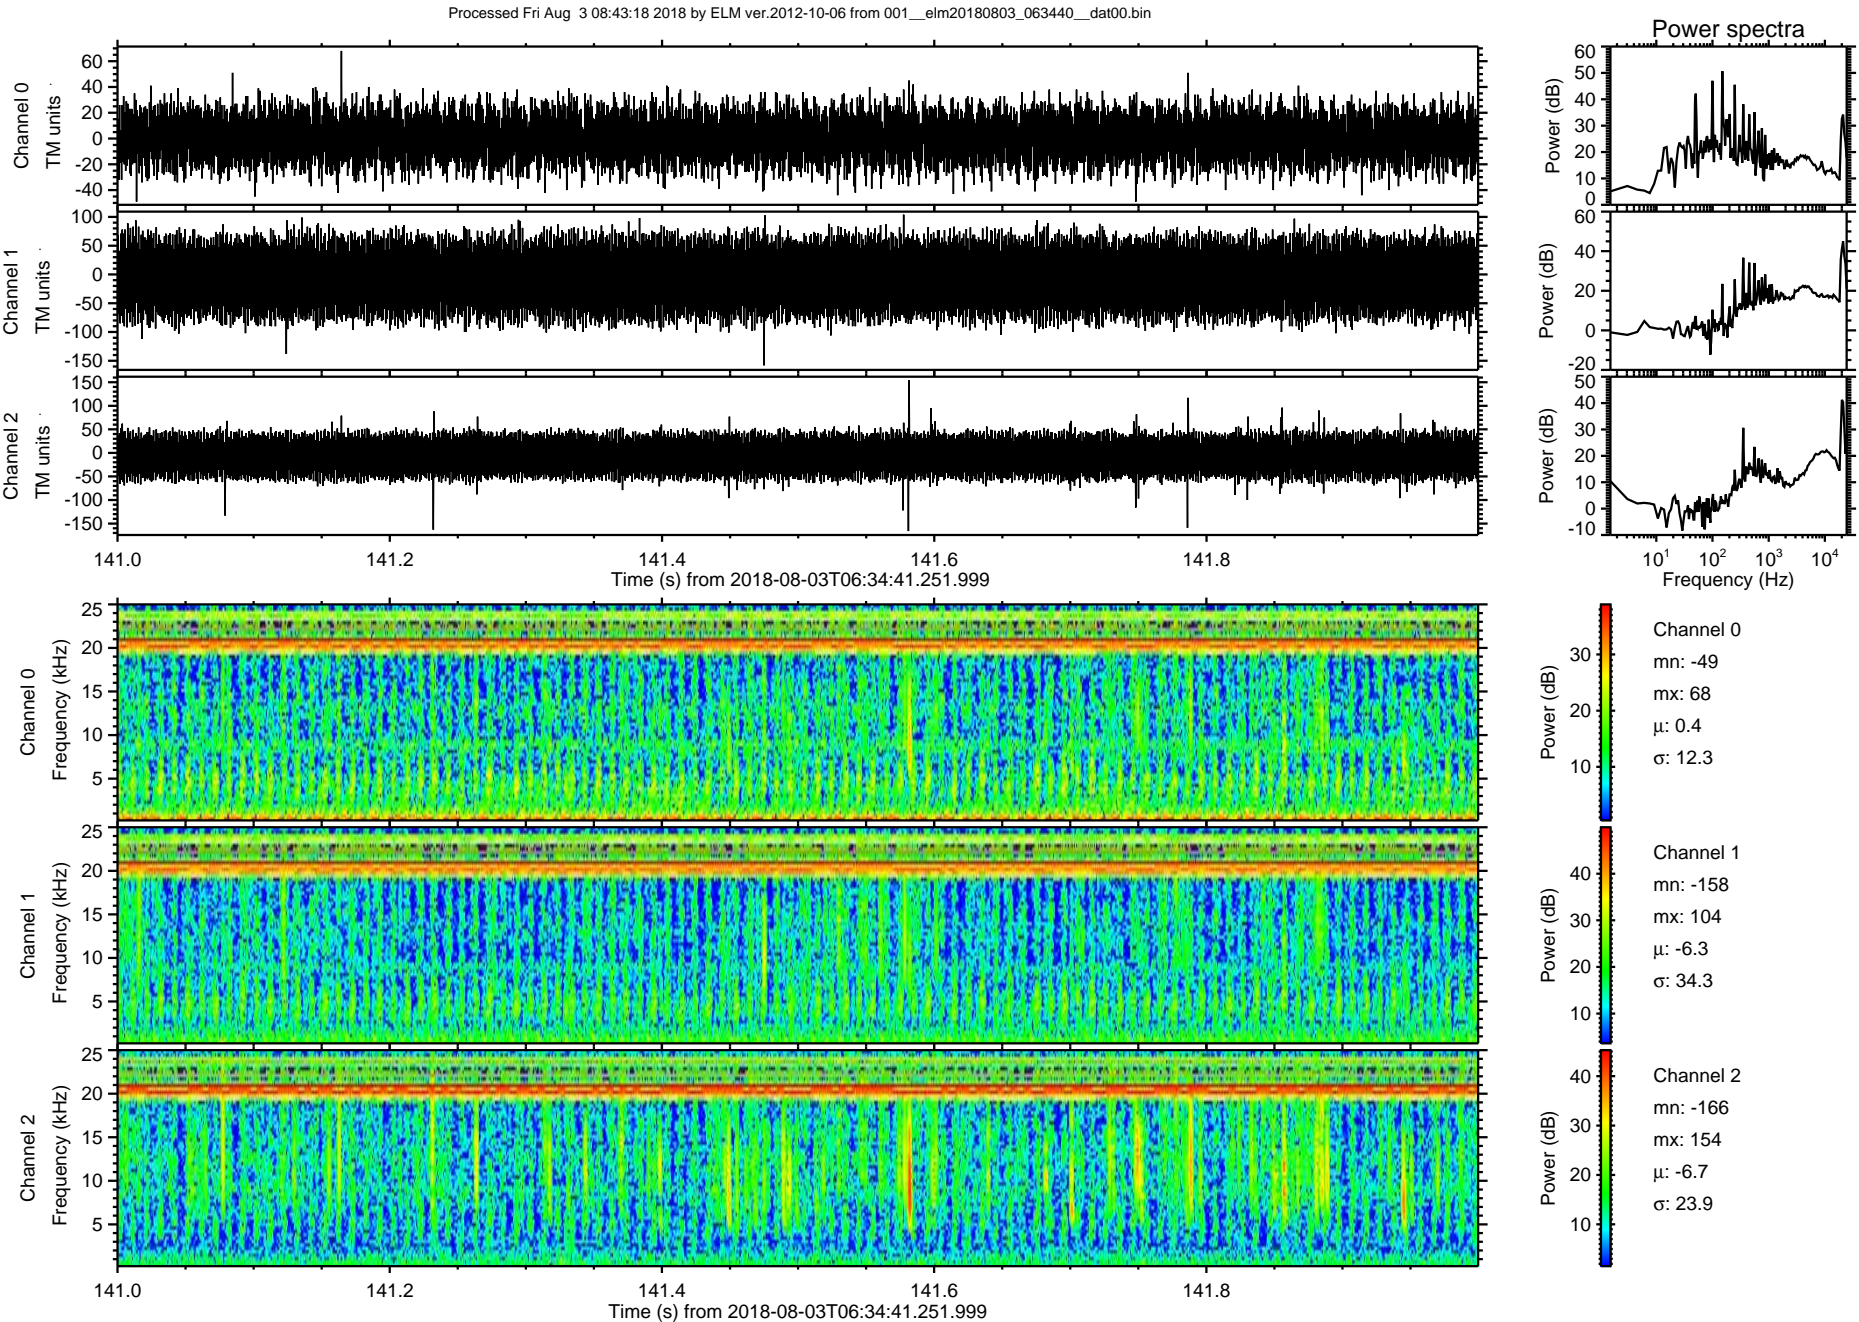 Processed Fri Aug  3 08:43:18 2018 by ELM ver.2012-10-06 from 001__elm20180803_063440__dat00.bin
Power spectra
Channel 0
TM units
60
40
20
0
-20
-40
Power (dB)
60
50
40
30
20
10
0
Channel 1
TM units
100
50
0
-50
-100
-150
Power (dB)
60
40
20
0
-20
Channel 2
TM units
150
100
50
0
-50
-100
-150
Power (dB)
50
40
30
20
10
0
-10
141.0 141.2 141.4 141.6 141.8
Time (s) from 2018-08-03T06:34:41.251.999
10¹ 10² 10³ 10⁴
Frequency (Hz)
Channel 0
Frequency (kHz)
25
20
15
10
5
Power (dB)
30
20
10
Channel 0
mn: -49
mx: 68
μ: 0.4
σ: 12.3
Channel 1
Frequency (kHz)
25
20
15
10
5
Power (dB)
40
30
20
10
Channel 1
mn: -158
mx: 104
μ: -6.3
σ: 34.3
Channel 2
Frequency (kHz)
25
20
15
10
5
Power (dB)
40
30
20
10
Channel 2
mn: -166
mx: 154
μ: -6.7
σ: 23.9
141.0 141.2 141.4 141.6 141.8
Time (s) from 2018-08-03T06:34:41.251.999